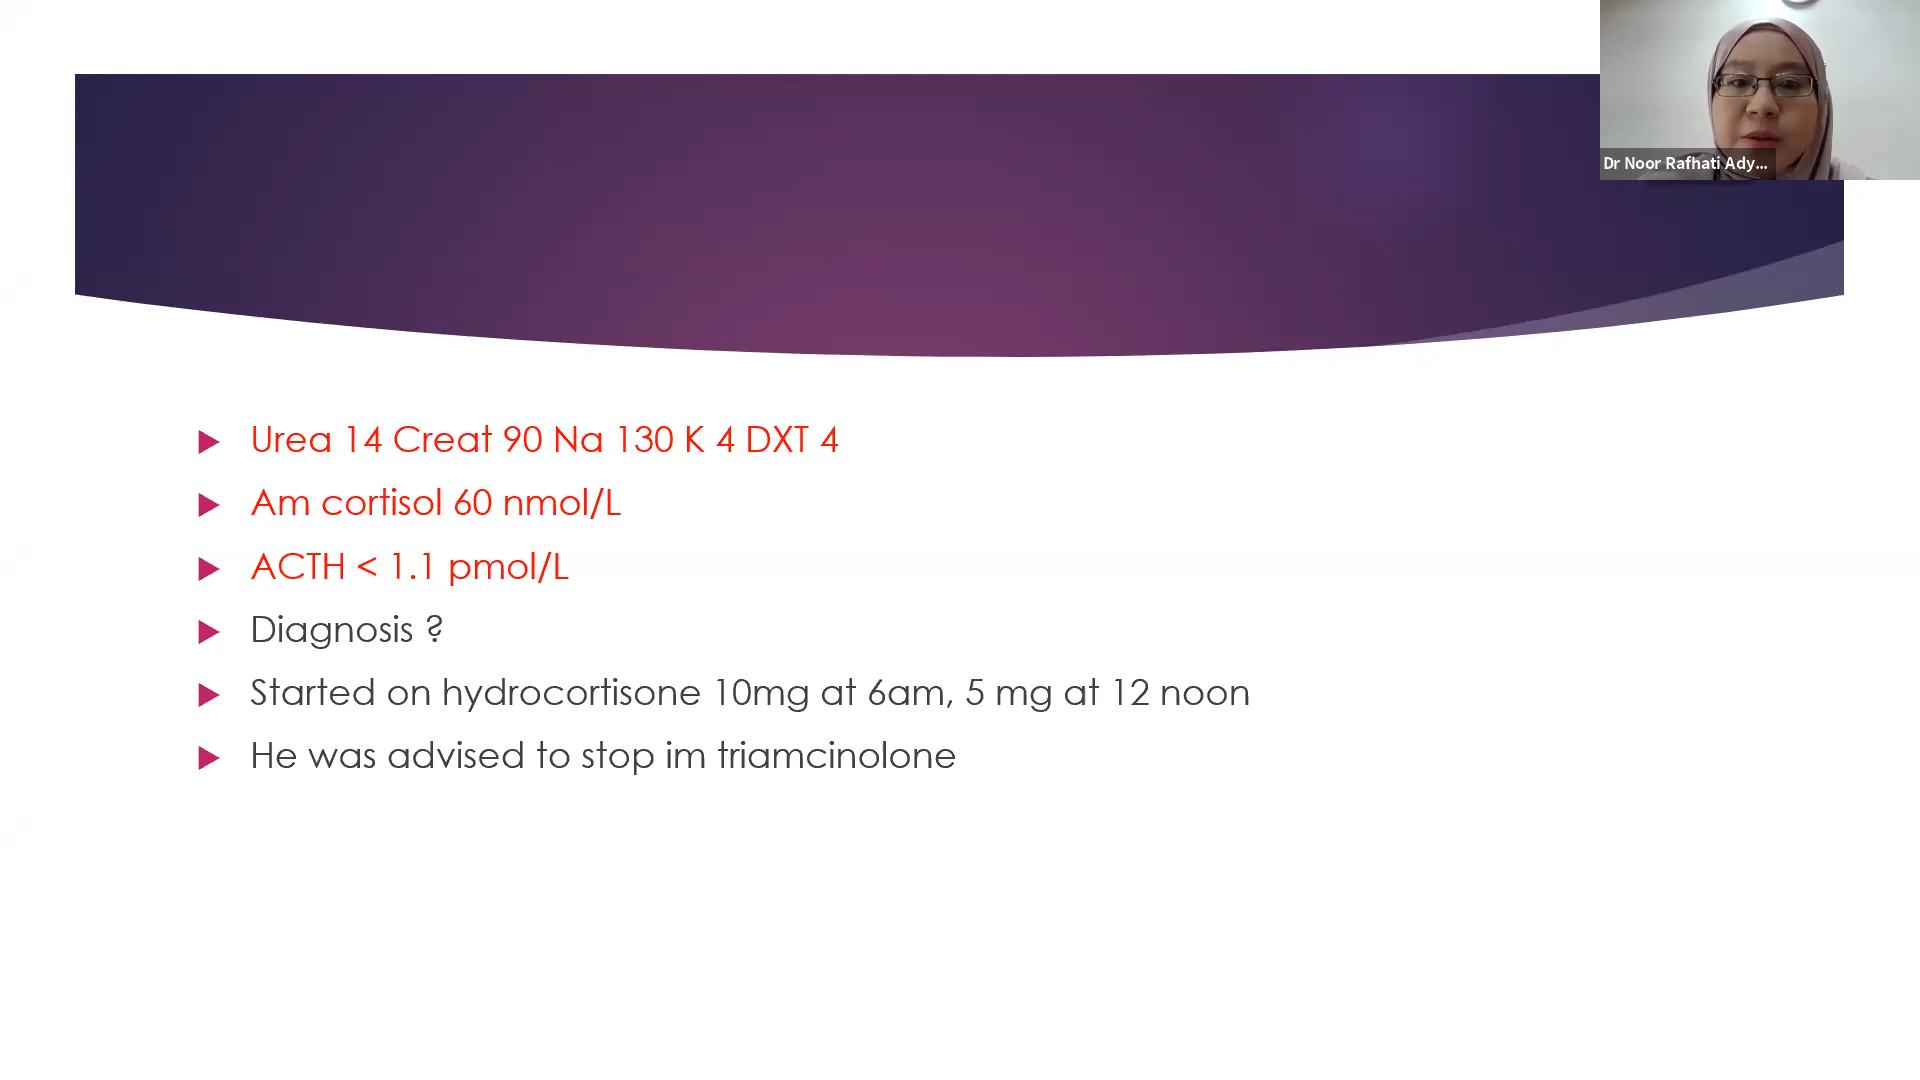 Dr Noor Rafhati Ady...
Urea 14 Creat 90 Na 130 K 4 DXT 4
Am cortisol 60 nmol/L
ACTH < 1.1 pmol/L
Diagnosis ?
Started on hydrocortisone 10mg at 6am, 5 mg at 12 noon
He was advised to stop im triamcinolone